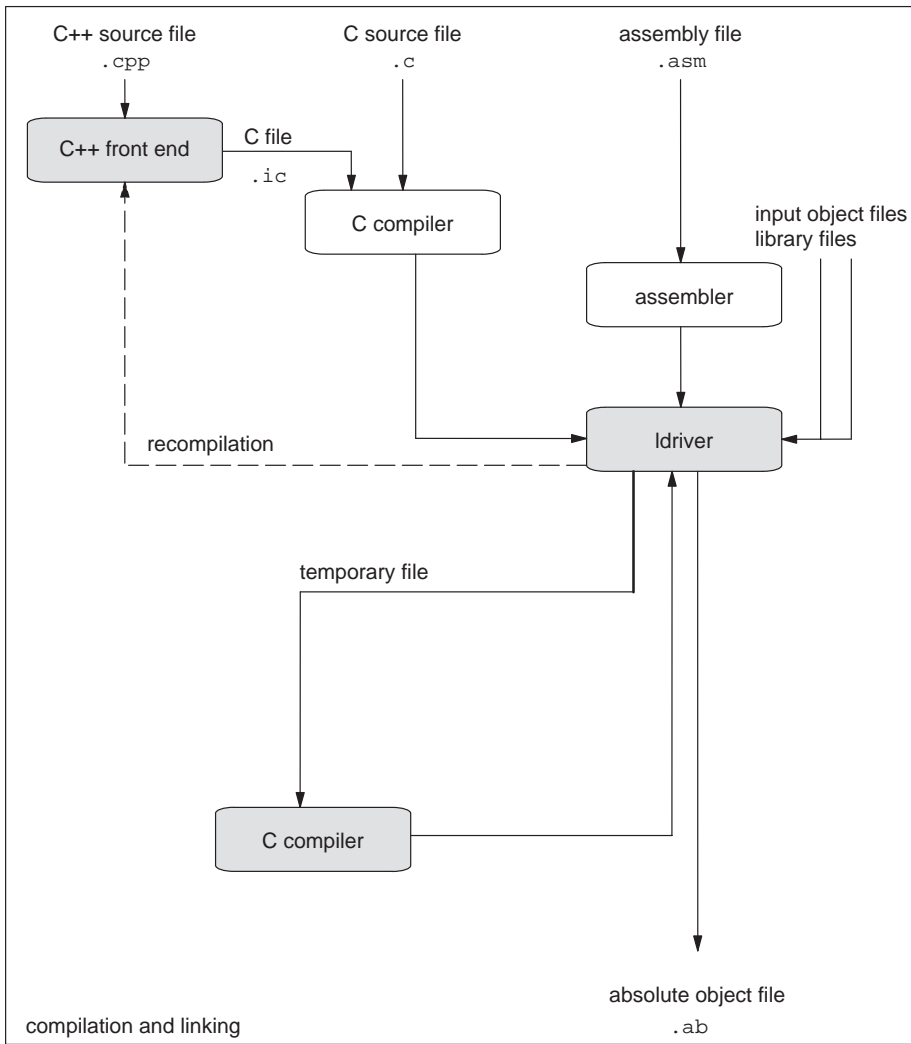 C++ source file
.cpp
C source file
.c
assembly file
.asm
C++ front end
C file
.ic
C compiler
input object files
library files
assembler
recompilation
ldriver
temporary file
C compiler
absolute object file
.ab
compilation and linking